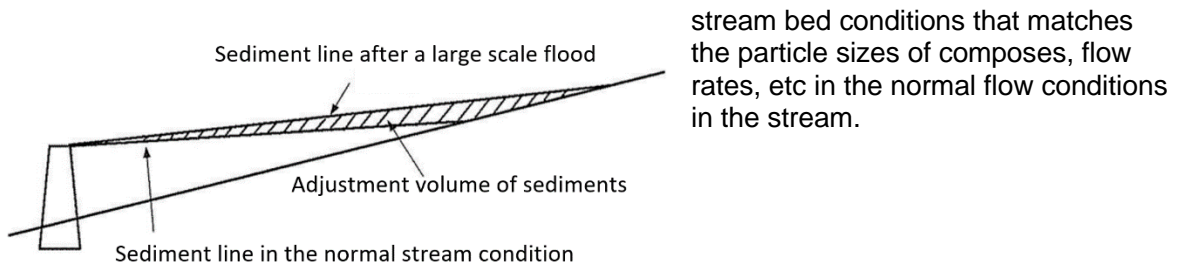 stream bed conditions that matches
the particle sizes of composes, flow
rates, etc in the normal flow conditions
in the stream.
Sediment line after a large scale flood
Adjustment volume of sediments
Sediment line in the normal stream condition